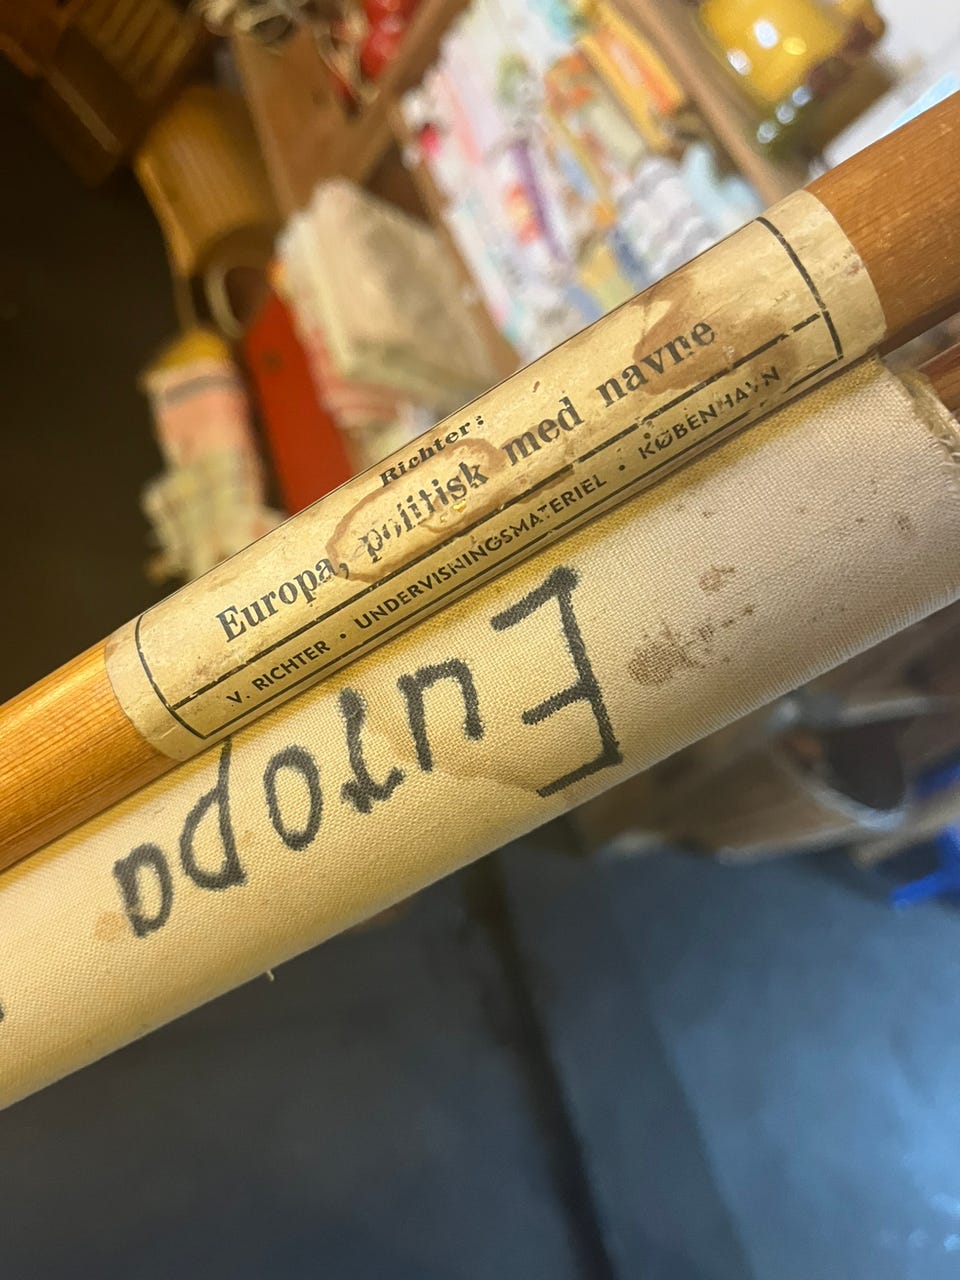 Richter:
Europa, politisk med navne
V. RICHTER • UNDERVISNINGSMATERIEL • KØBENHAVN
Europa